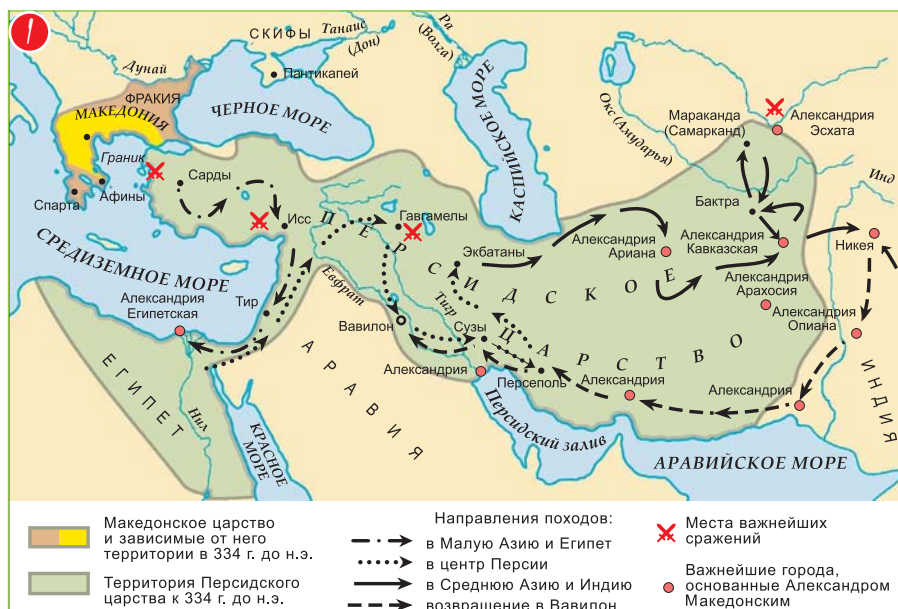 1
СКИФЫ
Танаис
(Дон)
Ра
(Волга)
Дунай
Пантикапей
ФРАКИЯ
МАКЕДОНИЯ
ЧЕРНОЕ МОРЕ
КАСПИЙСКОЕ МОРЕ
Окс (Амударья)
Мараканда
(Самарканд)
Александрия
Эсхата
Граник
Сарды
Афины
Спарта
Исс
Гавгамелы
Экбатаны
Александрия
Ариана
Бактра
Александрия
Кавказская
Инд
Никея
СРЕДИЗЕМНОЕ МОРЕ
ПЕРСИДСКОЕ ЦАРСТВО
Александрия
Египетская
Тир
Евфрат
Тигр
Вавилон
Сузы
Александрия
Арахосия
Александрия
Опиана
ЕГИПЕТ
АРАВИЯ
Александрия
Персеполь
Александрия
Александрия
ИНДИЯ
Нил
КРАСНОЕ
МОРЕ
Персидский залив
АРАВИЙСКОЕ МОРЕ
Македонское царство
и зависимые от него
территории в 334 г. до н.э.
Территория Персидского
царства к 334 г. до н.э.
Направления походов:
в Малую Азию и Египет
в центр Персии
в Среднюю Азию и Индию
возвращение в Вавилон
Места важнейших
сражений
Важнейшие города,
основанные Александром
Македонским